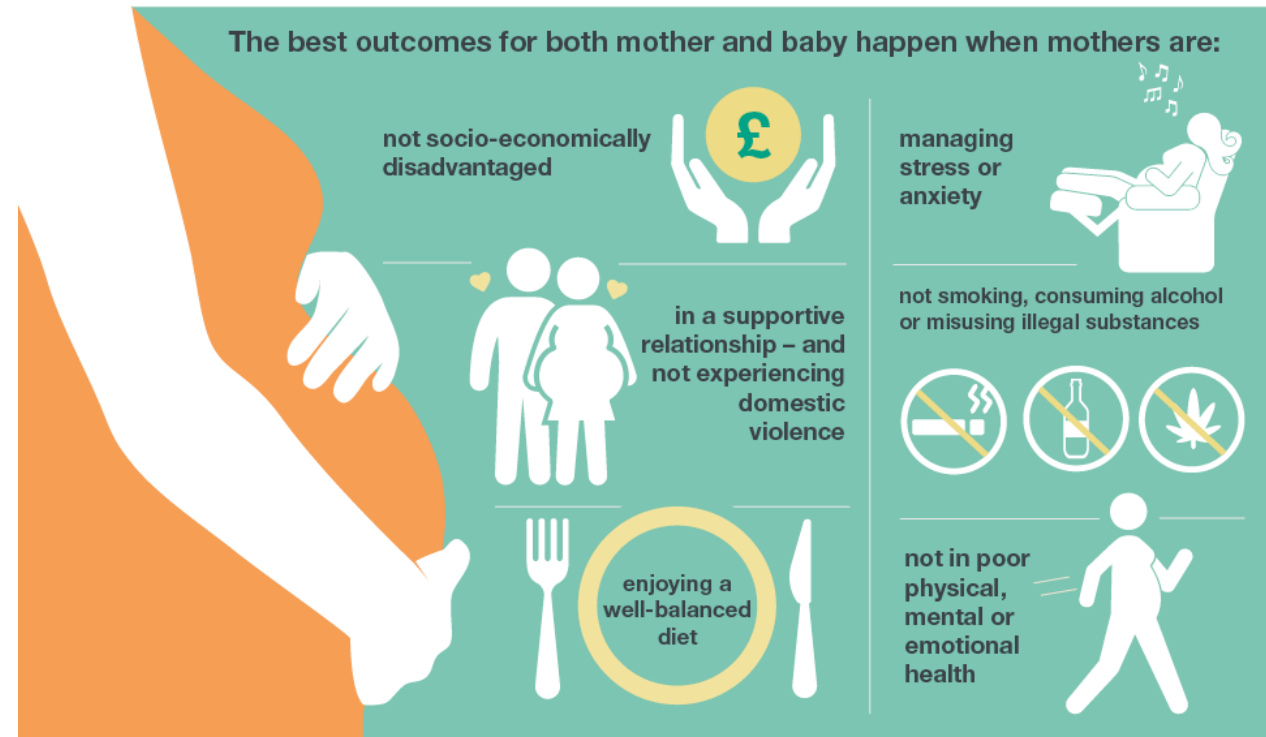 The best outcomes for both mother and baby happen when mothers are:
not socio-economically
disadvantaged
£
in a supportive
relationship – and
not experiencing
domestic
violence
enjoying a
well-balanced
diet
managing
stress or
anxiety
not smoking, consuming alcohol
or misusing illegal substances
not in poor
physical,
mental or
emotional
health